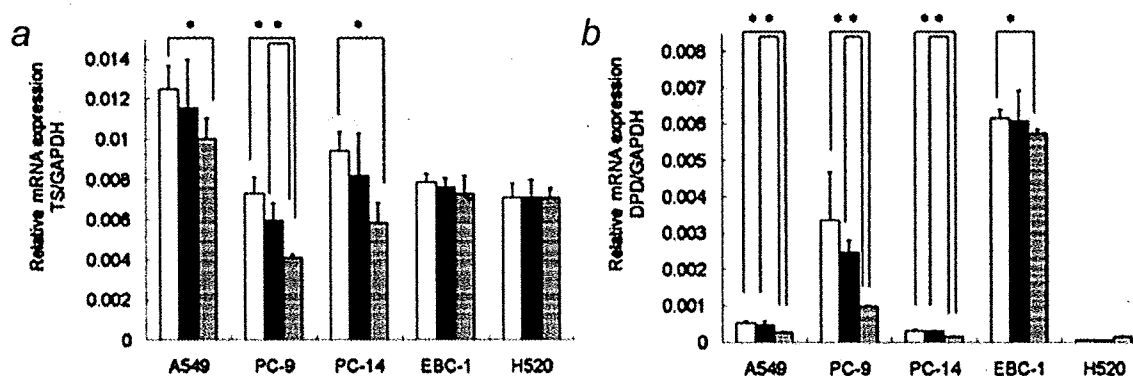 a
* * * *
Relative mRNA expression
TS/GAPDH
0.014
0.012
0.01
0.008
0.006
0.004
0.002
0
A549 PC-9 PC-14 EBC-1 H520
b
* * * * * * *
Relative mRNA expression
DPD/GAPDH
0.008
0.007
0.006
0.005
0.004
0.003
0.002
0.001
0
A549 PC-9 PC-14 EBC-1 H520